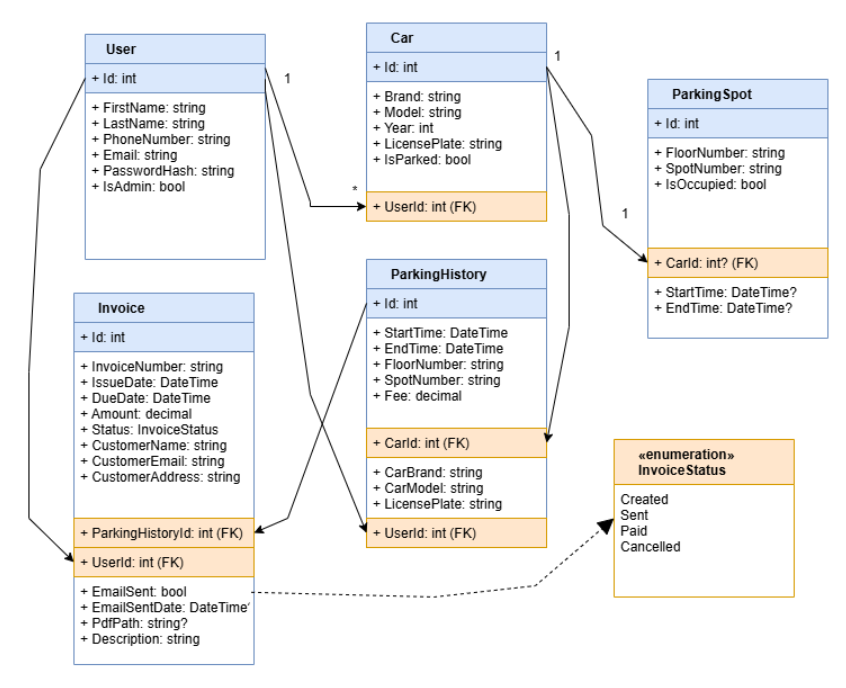 User
+ Id: int
+ FirstName: string
+ LastName: string
+ PhoneNumber: string
+ Email: string
+ PasswordHash: string
+ IsAdmin: bool
1
*
Car
+ Id: int
+ Brand: string
+ Model: string
+ Year: int
+ LicensePlate: string
+ IsParked: bool
+ UserId: int (FK)
1
1
ParkingSpot
+ Id: int
+ FloorNumber: string
+ SpotNumber: string
+ IsOccupied: bool
+ CarId: int? (FK)
+ StartTime: DateTime?
+ EndTime: DateTime?
Invoice
+ Id: int
+ InvoiceNumber: string
+ IssueDate: DateTime
+ DueDate: DateTime
+ Amount: decimal
+ Status: InvoiceStatus
+ CustomerName: string
+ CustomerEmail: string
+ CustomerAddress: string
+ ParkingHistoryId: int (FK)
+ UserId: int (FK)
+ EmailSent: bool
+ EmailSentDate: DateTime
+ PdfPath: string?
+ Description: string
ParkingHistory
+ Id: int
+ StartTime: DateTime
+ EndTime: DateTime
+ FloorNumber: string
+ SpotNumber: string
+ Fee: decimal
+ CarId: int (FK)
+ CarBrand: string
+ CarModel: string
+ LicensePlate: string
+ UserId: int (FK)
«enumeration»
InvoiceStatus
Created
Sent
Paid
Cancelled